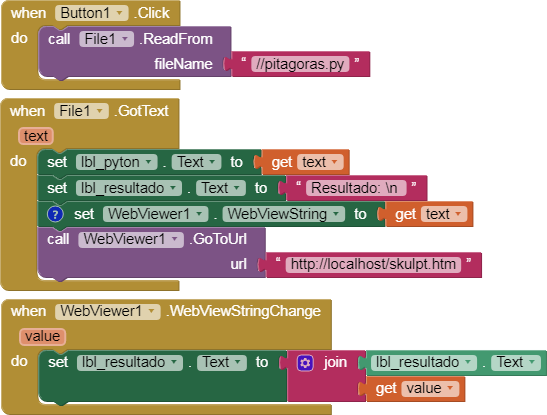 when Button1 .Click
do call File1 .ReadFrom
fileName " //pitagoras.py "
when File1 .GotText
text
do set lbl_pyton . Text to get text
set lbl_resultado . Text to " Resultado: \n "
? set WebViewer1 . WebViewString to get text
call WebViewer1 .GoToUrl
url " http://localhost/skulpt.htm "
when WebViewer1 .WebViewStringChange
value
do set lbl_resultado . Text to join lbl_resultado . Text
get value